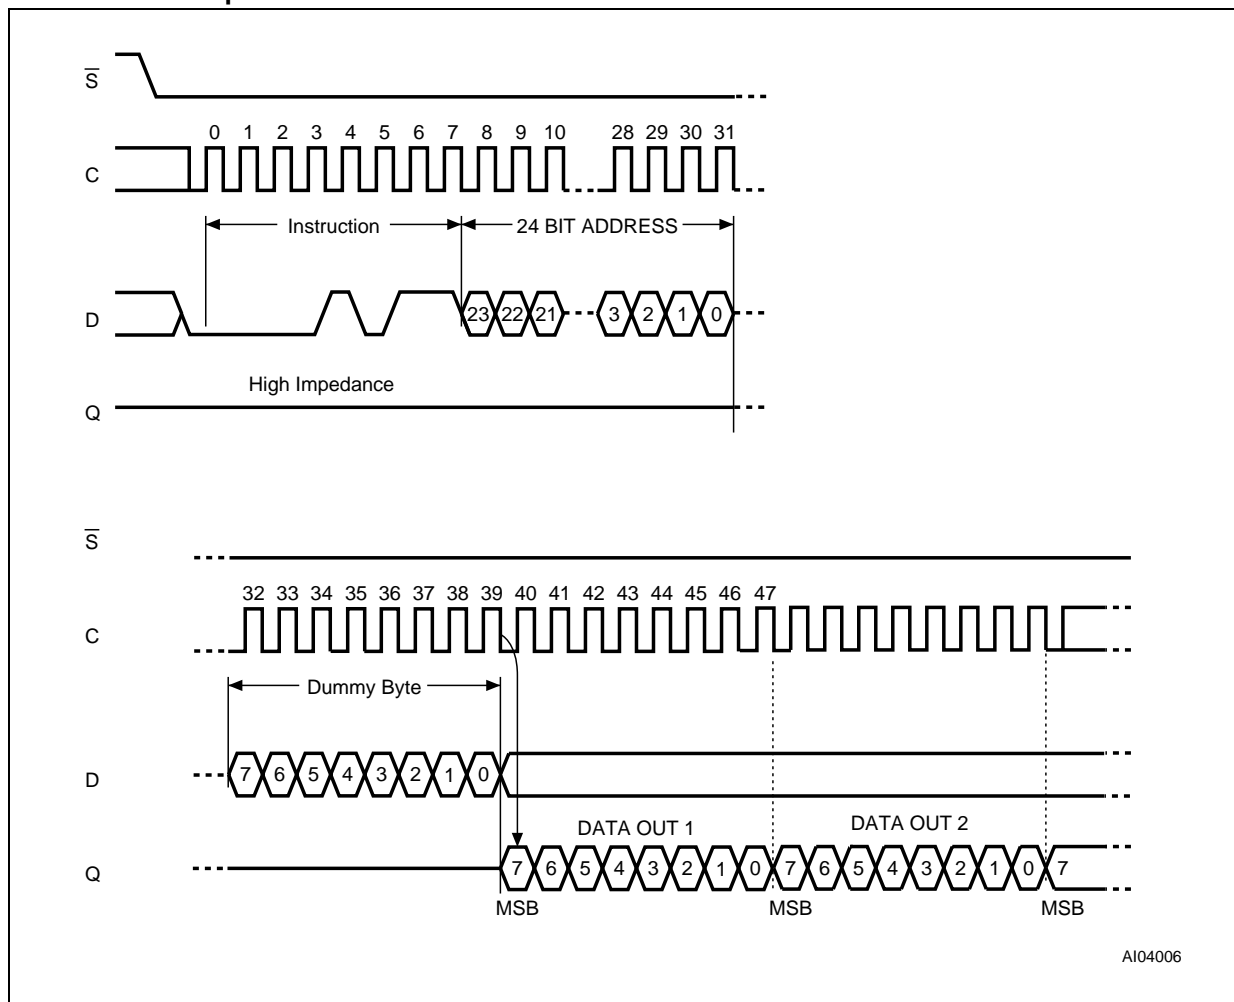 S
0 1 2 3 4 5 6 7 8 9 10 28 29 30 31
C
Instruction 24 BIT ADDRESS
D 23 22 21 3 2 1 0
High Impedance
Q
S
32 33 34 35 36 37 38 39 40 41 42 43 44 45 46 47
C
Dummy Byte
D 7 6 5 4 3 2 1 0
DATA OUT 1 DATA OUT 2
Q 7 6 5 4 3 2 1 0 7 6 5 4 3 2 1 0 7
MSB MSB MSB
AI04006